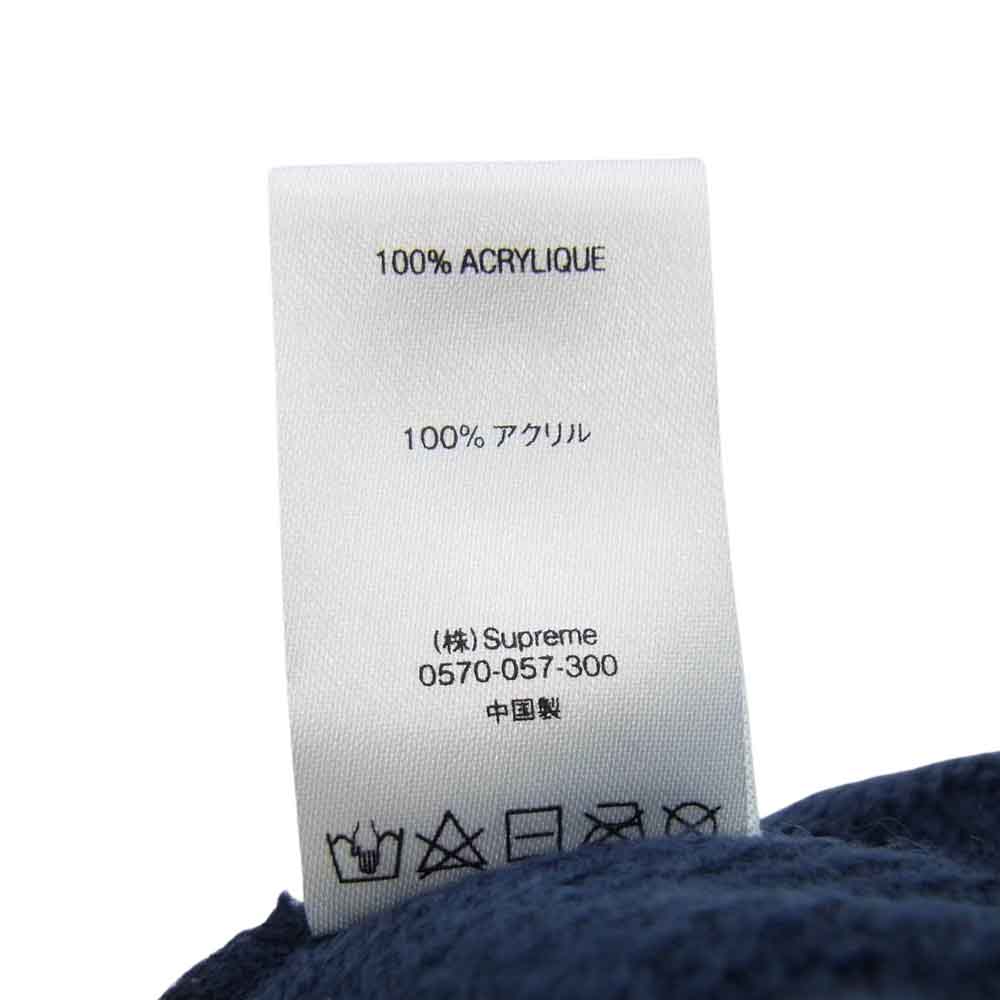 100% ACRYLIQUE
100% アクリル
(株)Supreme
0570-057-300
中国製